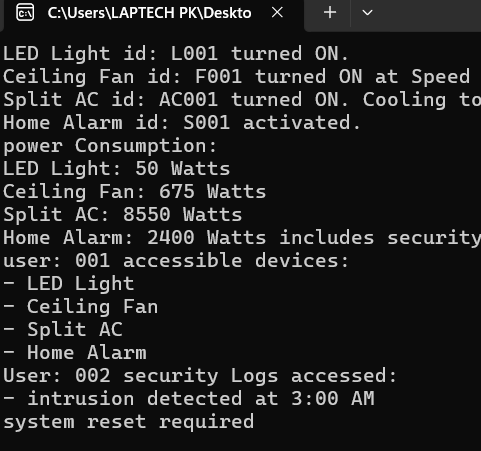 C:\Users\LAPTECH PK\Deskto
LED Light id: L001 turned ON.
Ceiling Fan id: F001 turned ON at Speed
Split AC id: AC001 turned ON. Cooling to
Home Alarm id: S001 activated.
power Consumption:
LED Light: 50 Watts
Ceiling Fan: 675 Watts
Split AC: 8550 Watts
Home Alarm: 2400 Watts includes security
user: 001 accessible devices:
- LED Light
- Ceiling Fan
- Split AC
- Home Alarm
User: 002 security Logs accessed:
- intrusion detected at 3:00 AM
system reset required